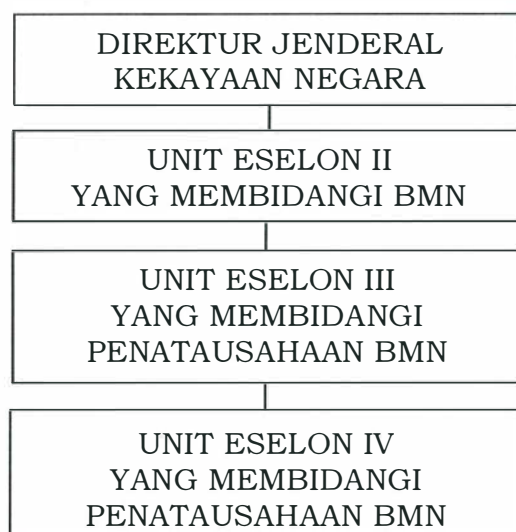 DIREKTUR JENDERAL
KEKAYAAN NEGARA
UNIT ESELON II
YANG MEMBIDANGI BMN
UNIT ESELON III
YANG MEMBIDANGI
PENATAUSAHAAN BMN
UNIT ESELON IV
YANG MEMBIDANGI
PENATAUSAHAAN BMN